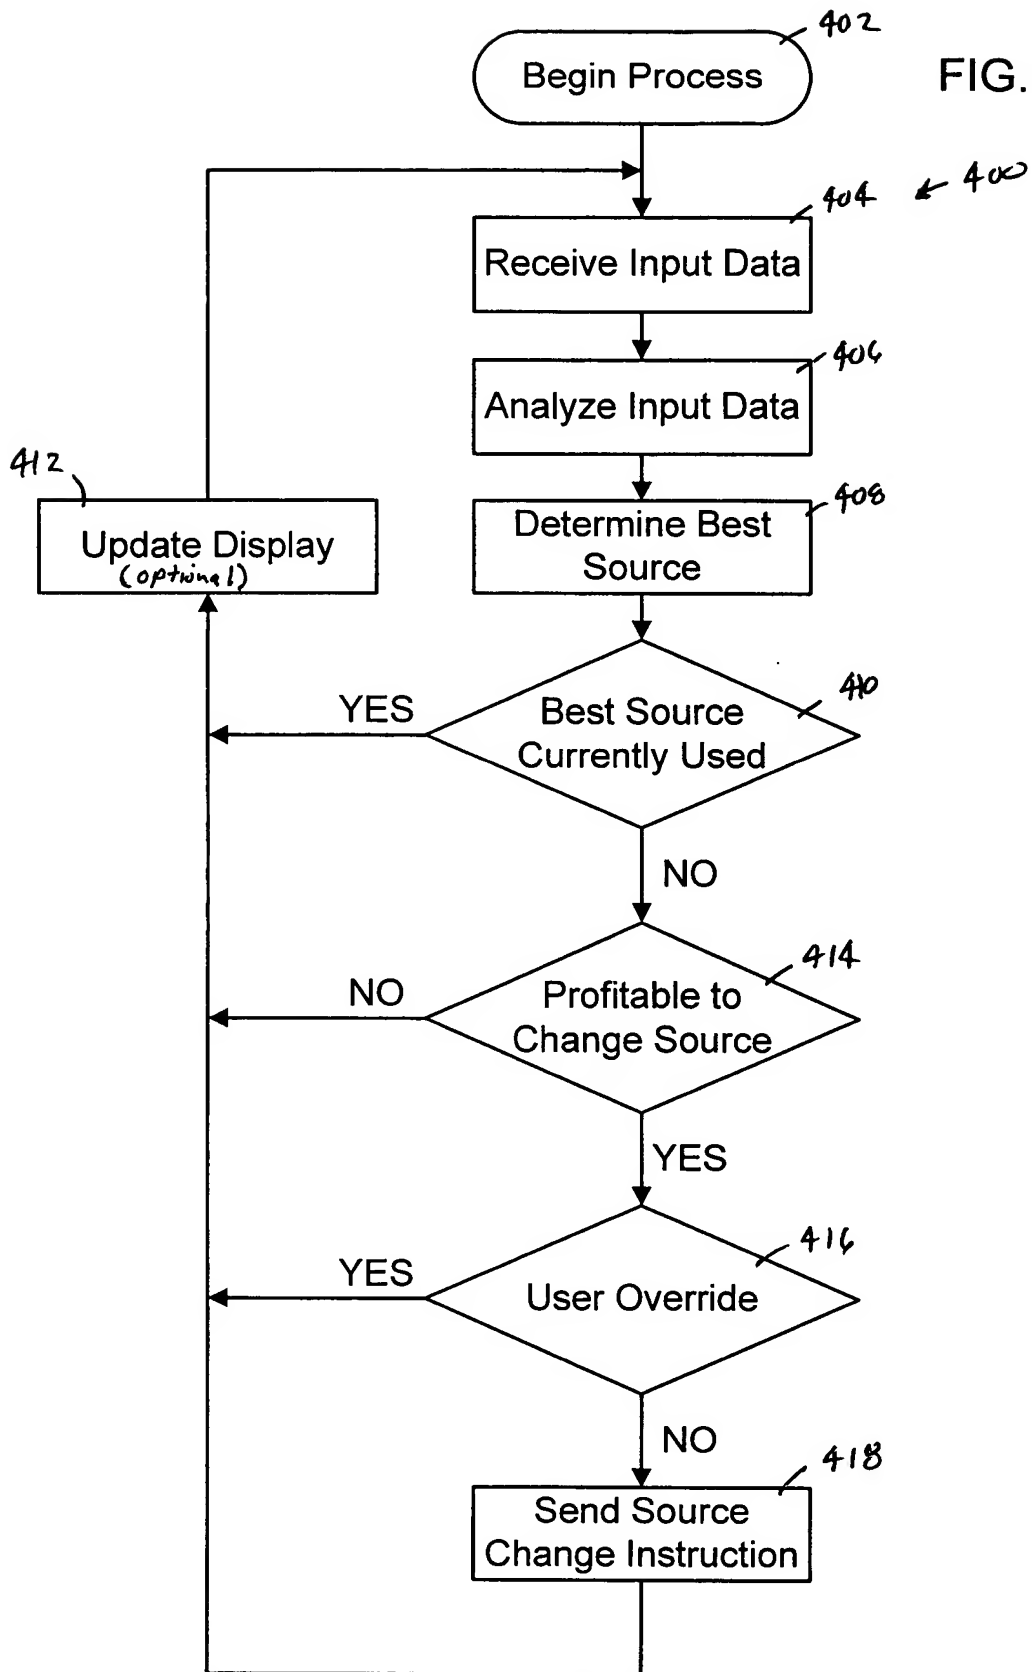 402
Begin Process
FIG.
400
404
Receive Input Data
406
Analyze Input Data
412
408
Update Display
(optional)
Determine Best
Source
410
YES
Best Source
Currently Used
NO
414
NO
Profitable to
Change Source
YES
416
YES
User Override
NO
418
Send Source
Change Instruction